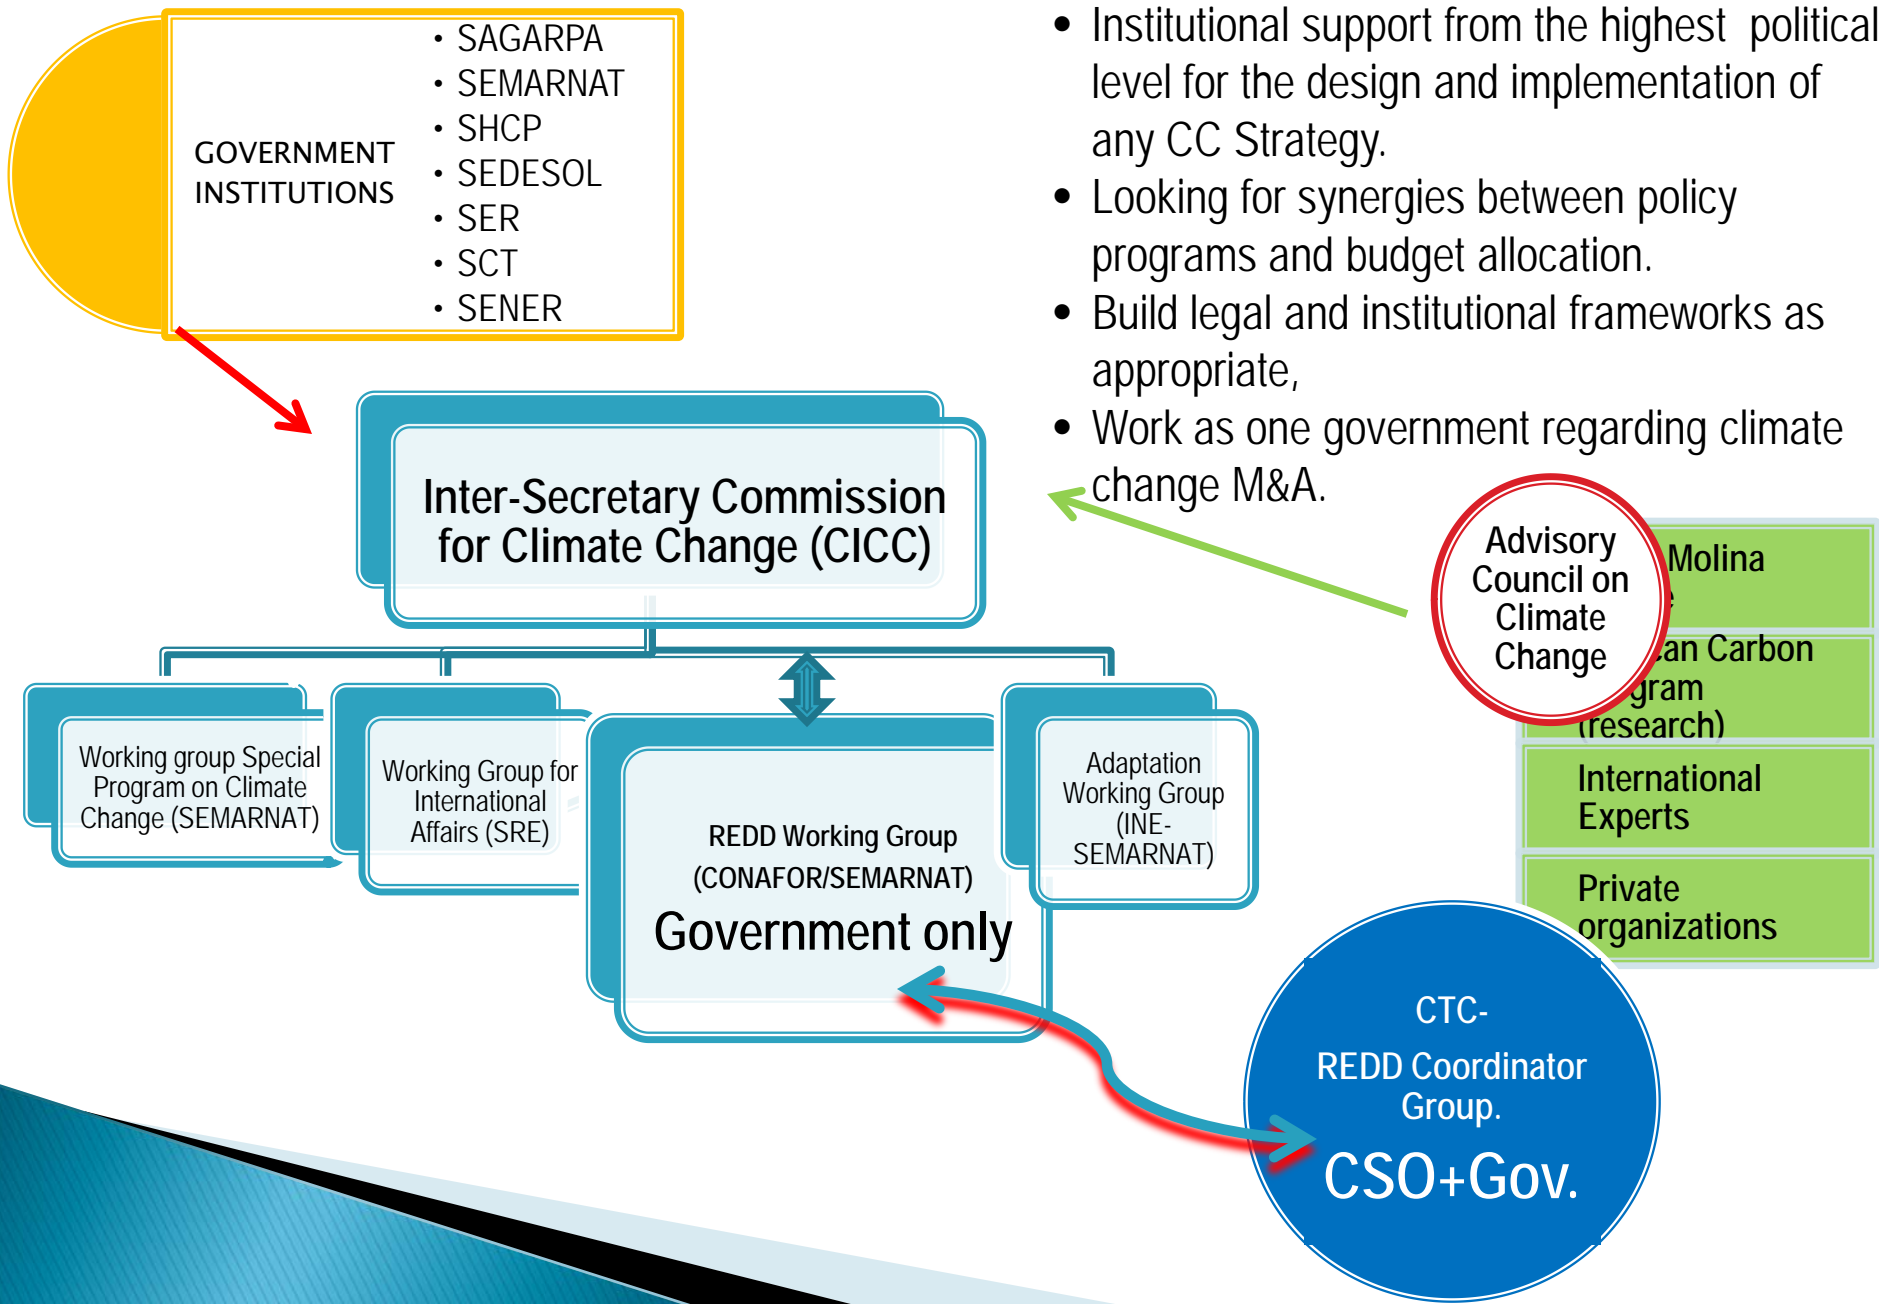 GOVERNMENT
INSTITUTIONS
• SAGARPA
• SEMARNAT
• SHCP
• SEDESOL
• SER
• SCT
• SENER
• Institutional support from the highest political
level for the design and implementation of
any CC Strategy.
• Looking for synergies between policy
programs and budget allocation.
• Build legal and institutional frameworks as
appropriate,
• Work as one government regarding climate
change M&A.
Inter-Secretary Commission
for Climate Change (CICC)
Advisory
Council on
Climate
Change
Molina
Carbon
(research)
International
Experts
Private
organizations
Working group Special
Program on Climate
Change (SEMARNAT)
Working Group for
International
Affairs (SRE)
REDD Working Group
(CONAFOR/SEMARNAT)
Government only
Adaptation
Working Group
(INE-
SEMARNAT)
CTC-
REDD Coordinator
Group.
CSO+Gov.